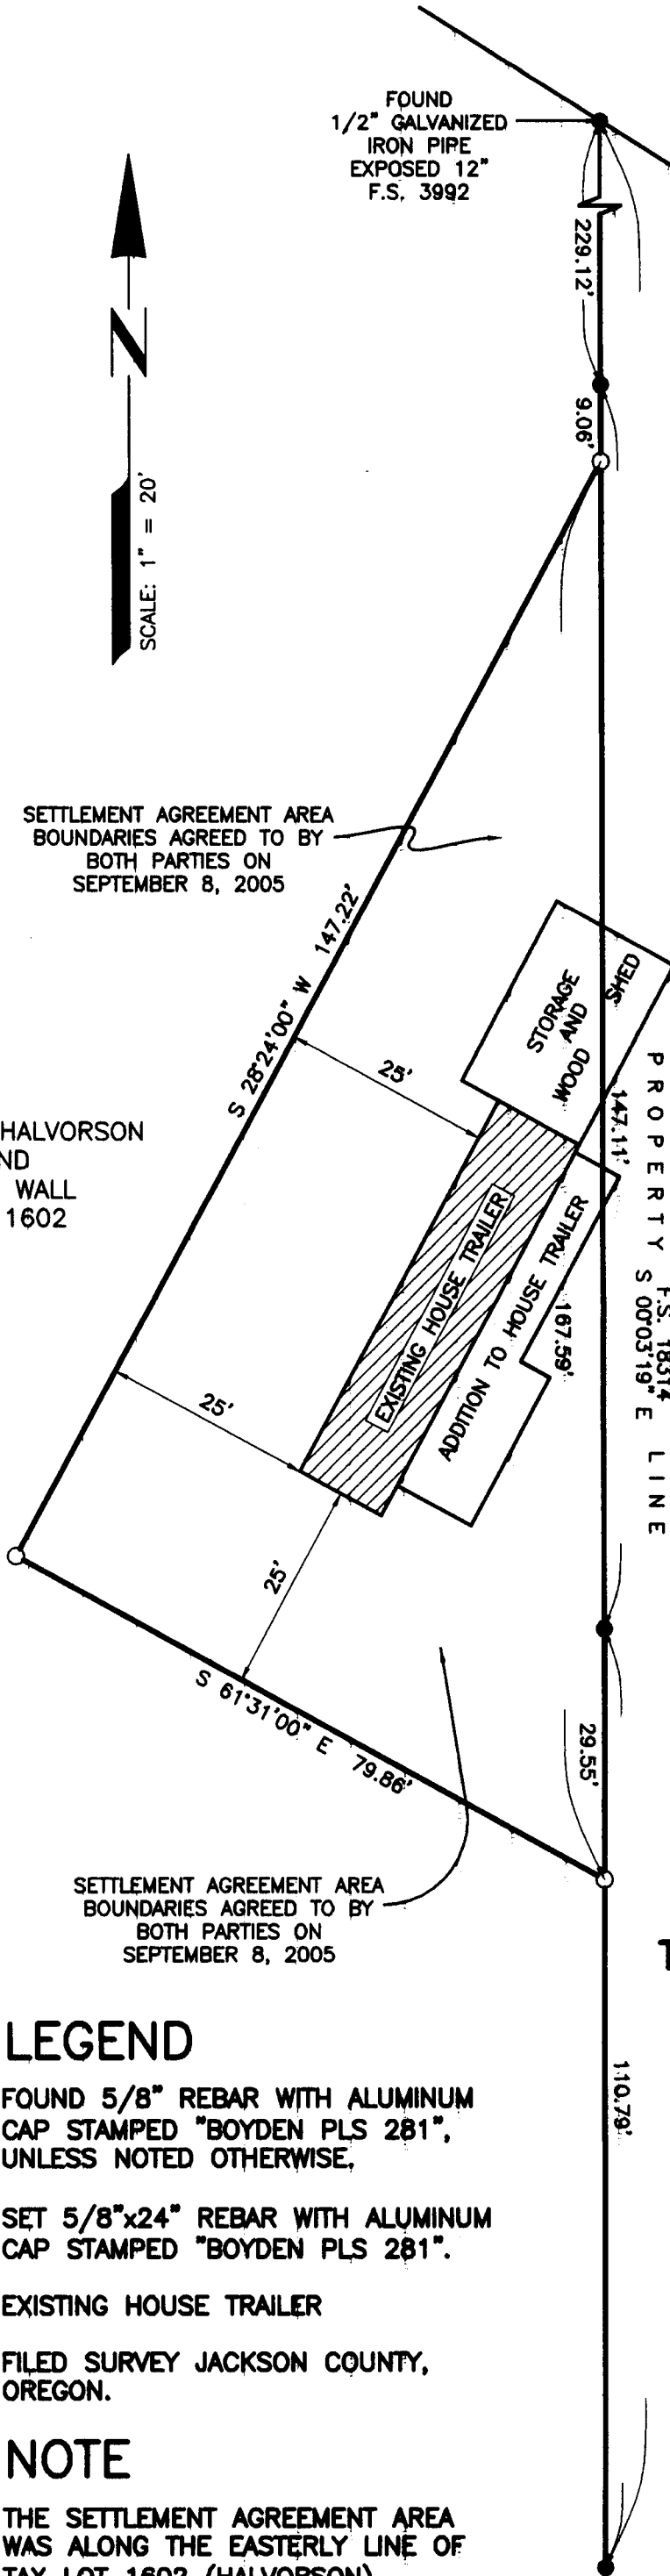 FOUND
1/2" GALVANIZED
IRON PIPE
EXPOSED 12"
F.S. 3992
229.12'
9.06'
N
SCALE: 1" = 20'
SETTLEMENT AGREEMENT AREA
BOUNDARIES AGREED TO BY
BOTH PARTIES ON
SEPTEMBER 8, 2005
S 28°24'00" W 147.22'
STORAGE
AND
WOOD SHED
25'
147.11'
HALVORSON
WALL
1602
EXISTING HOUSE TRAILER
ADDITION TO HOUSE TRAILER
167.59'
PROPERTY LINE
S 00°03'19" E
F.S. 18314
25'
25'
S 61°31'00" E 79.86'
29.55'
SETTLEMENT AGREEMENT AREA
BOUNDARIES AGREED TO BY
BOTH PARTIES ON
SEPTEMBER 8, 2005
110.79'
LEGEND
FOUND 5/8" REBAR WITH ALUMINUM
CAP STAMPED "BOYDEN PLS 281",
UNLESS NOTED OTHERWISE.
SET 5/8"x24" REBAR WITH ALUMINUM
CAP STAMPED "BOYDEN PLS 281".
EXISTING HOUSE TRAILER
FILED SURVEY JACKSON COUNTY,
OREGON.
NOTE
THE SETTLEMENT AGREEMENT AREA
WAS ALONG THE EASTERLY LINE OF
TAX LOT 1602 (HALVORSON)